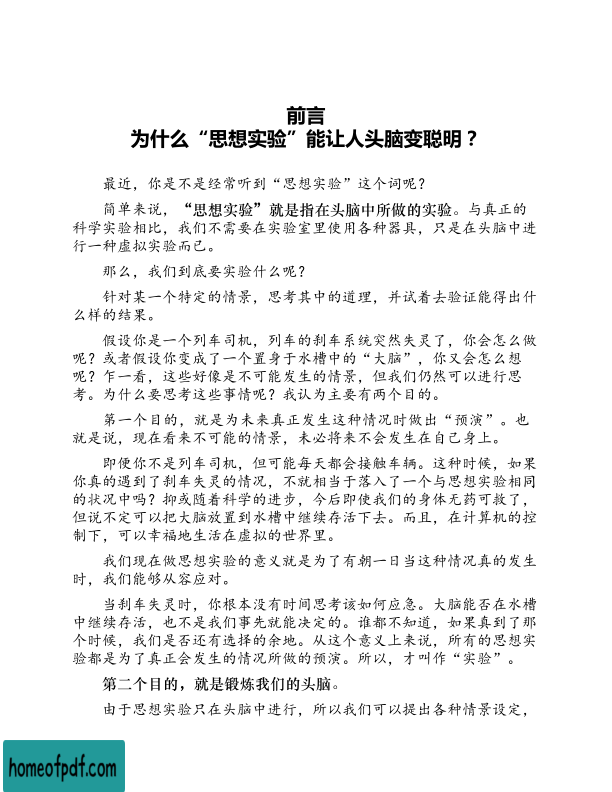 前言
为什么“思想实验”能让人头脑变聪明？
最近，你是不是经常听到“思想实验”这个词呢？
简单来说，“思想实验”就是指在头脑中所做的实验。与真正的
科学实验相比，我们不需要在实验室里使用各种器具，只是在头脑中进
行一种虚拟实验而已。
那么，我们到底要实验什么呢？
针对某一个特定的情景，思考其中的道理，并试着去验证能得出什
么样的结果。
假设你是一个列车司机，列车的刹车系统突然失灵了，你会怎么做
呢？或者假设你变成了一个置身于水槽中的“大脑”，你又会怎么想
呢？乍一看，这些好像是不可能发生的情景，但我们仍然可以进行思
考。为什么要思考这些事情呢？我认为主要有两个目的。
第一个目的，就是为未来真正发生这种情况时做出“预演”。也
就是说，现在看来不可能的情景，未必将来不会发生在自己身上。
即便你不是列车司机，但可能每天都会接触车辆。这种时候，如果
你真的遇到了刹车失灵的情况，不就相当于落入了一个与思想实验相同
的状况中吗？抑或随着科学的进步，今后即使我们的身体无药可救了，
但说不定可以把大脑放置到水槽中继续存活下去。而且，在计算机的控
制下，可以幸福地生活在虚拟的世界里。
我们现在做思想实验的意义就是为了有朝一日当这种情况真的发生
时，我们能够从容应对。
当刹车失灵时，你根本没有时间思考该如何应急。大脑能否在水槽
中继续存活，也不是我们事先就能决定的。谁都不知道，如果真到了那
个时候，我们是否还有选择的余地。从这个意义上来说，所有的思想实
验都是为了真正会发生的情况所做的预演。所以，才叫作“实验”。
第二个目的，就是锻炼我们的头脑。
由于思想实验只在头脑中进行，所以我们可以提出各种情景设定，
homeofpdf.com